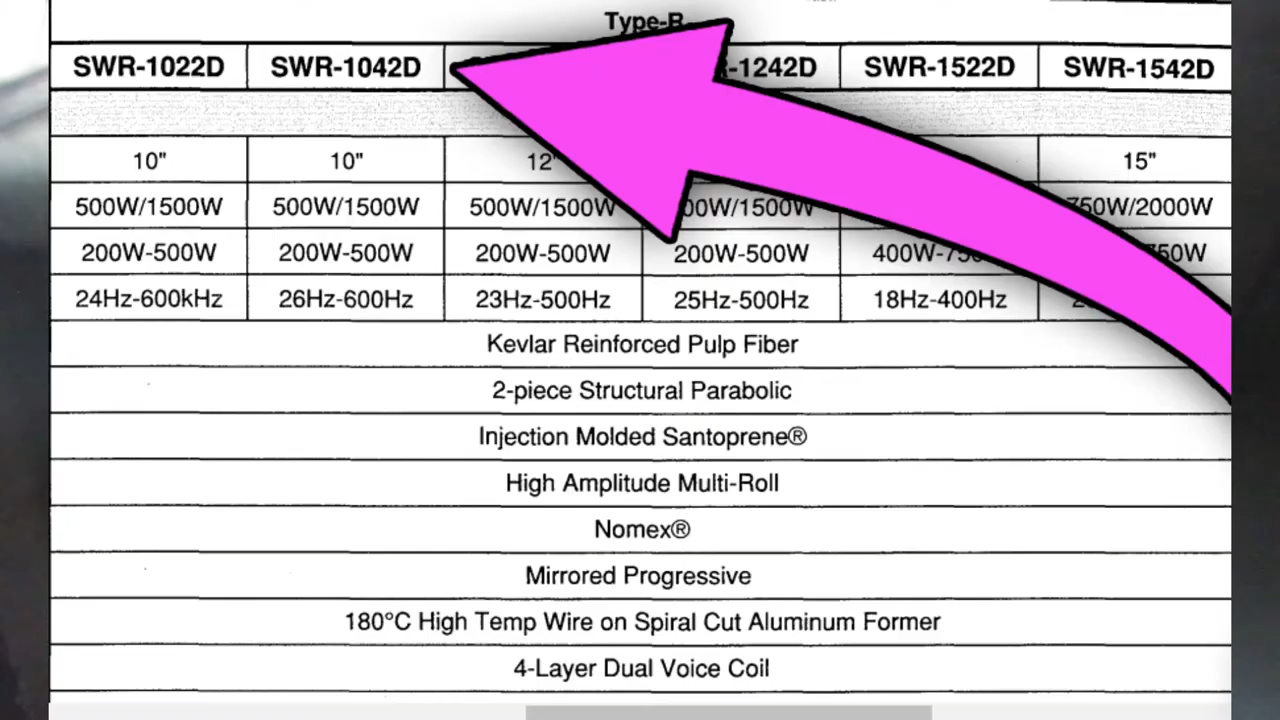 Type-R
SWR-1022D SWR-1042D -1242D SWR-1522D SWR-1542D
10" 10" 12" 15"
500W/1500W 500W/1500W 500W/1500W 00W/1500W 750W/2000W
200W-500W 200W-500W 200W-500W 200W-500W 400W-750W
24Hz-600kHz 26Hz-600Hz 23Hz-500Hz 25Hz-500Hz 18Hz-400Hz
Kevlar Reinforced Pulp Fiber
2-piece Structural Parabolic
Injection Molded Santoprene®
High Amplitude Multi-Roll
Nomex®
Mirrored Progressive
180°C High Temp Wire on Spiral Cut Aluminum Former
4-Layer Dual Voice Coil